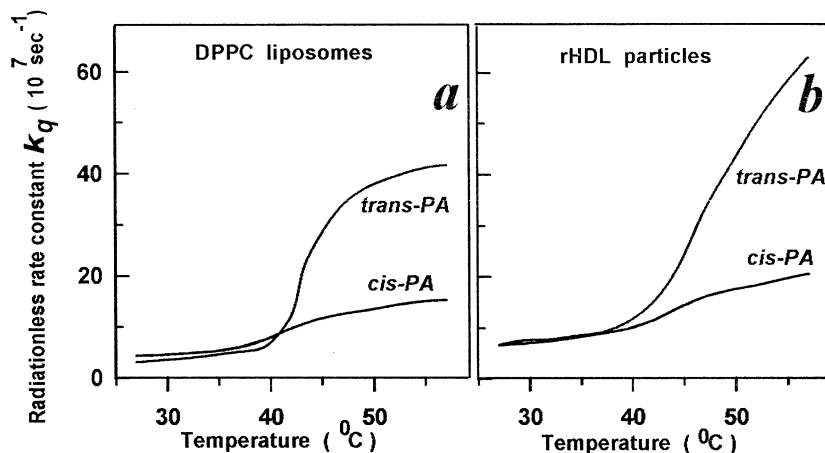 Radiationless rate constant kq ( 10^7 sec^-1 )
DPPC liposomes
a
60
40
20
0
trans-PA
cis-PA
30 40 50
Temperature ( ^0C )
rHDL particles
b
trans-PA
cis-PA
30 40 50
Temperature ( ^0C )